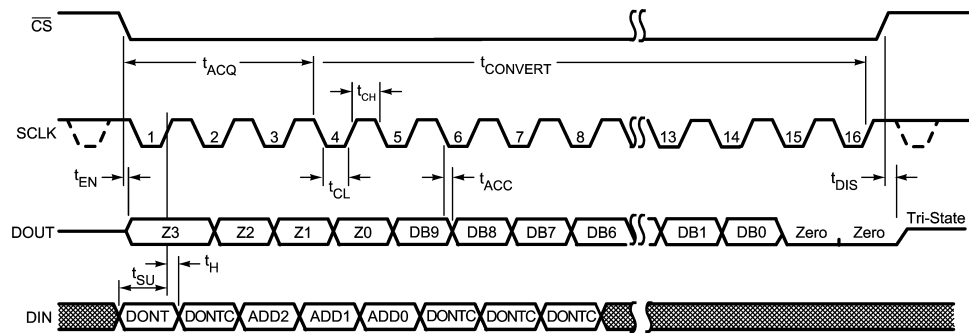 CS
tACQ
tCONVERT
tCH
SCLK
1 2 3 4 5 6 7 8 13 14 15 16
tEN
tCL
tACC
tDIS
DOUT
Z3 Z2 Z1 Z0 DB9 DB8 DB7 DB6 DB1 DB0 Zero Zero
Tri-State
tSU
tH
DIN
DONT DONTC ADD2 ADD1 ADD0 DONTC DONTC DONTC